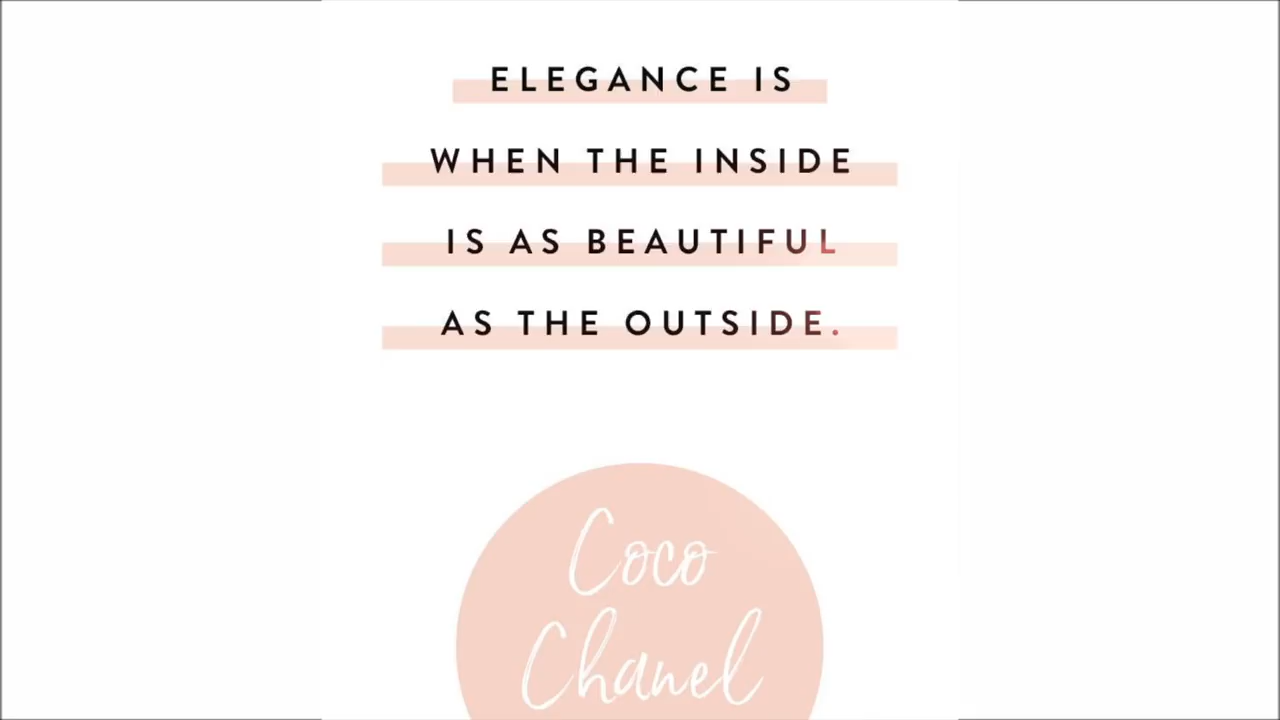 ELEGANCE IS
WHEN THE INSIDE
IS AS BEAUTIFUL
AS THE OUTSIDE.
Coco
Chanel